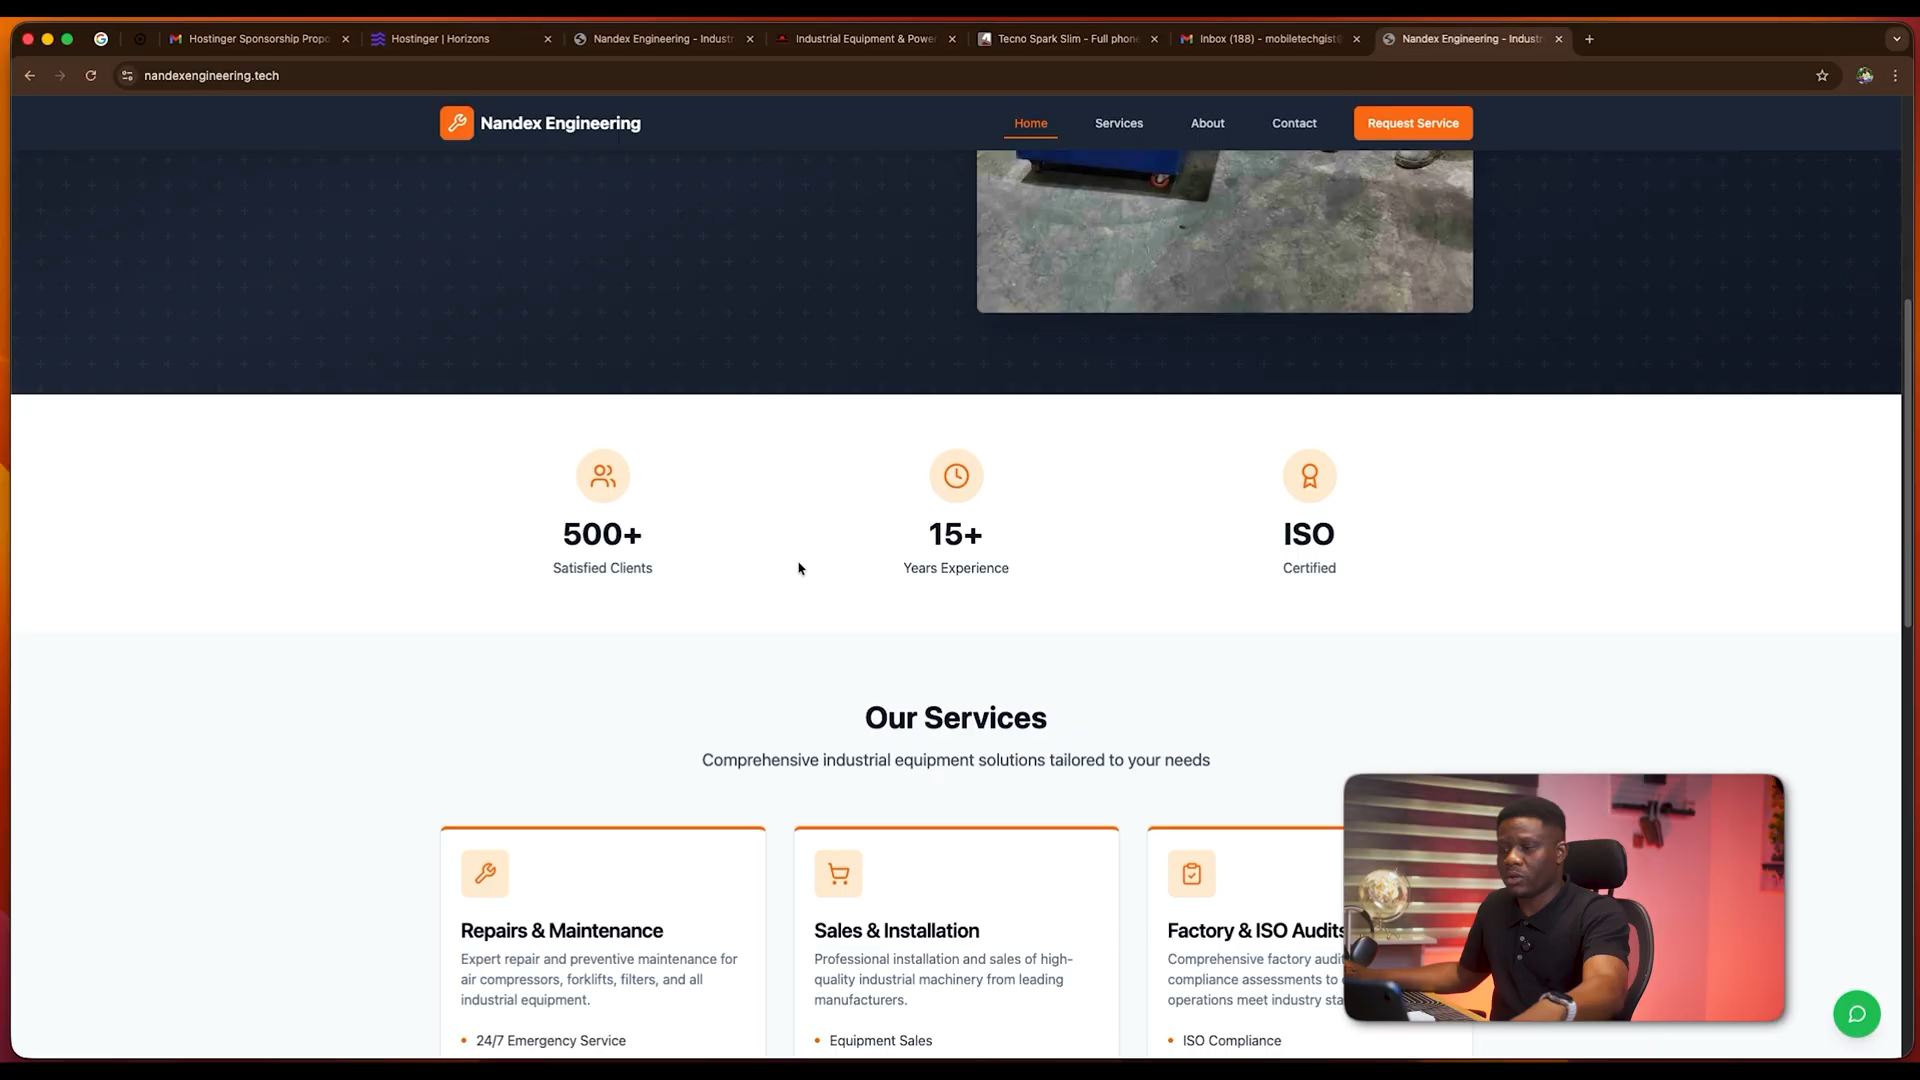 Hostinger Sponsorship Propo
Hostinger | Horizons
Nandex Engineering - Industr
Industrial Equipment & Power
Tecno Spark Slim - Full phone
Inbox (188) - mobiletechgist
Nandex Engineering - Industr
nandexengineering.tech
Nandex Engineering
Home
Services
About
Contact
Request Service
500+
Satisfied Clients
15+
Years Experience
ISO
Certified
Our Services
Comprehensive industrial equipment solutions tailored to your needs
Repairs & Maintenance
Expert repair and preventive maintenance for
air compressors, forklifts, filters, and all
industrial equipment.
• 24/7 Emergency Service
Sales & Installation
Professional installation and sales of high-
quality industrial machinery from leading
manufacturers.
• Equipment Sales
Factory & ISO Audits
Comprehensive factory audi
compliance assessments to
operations meet industry sta
• ISO Compliance